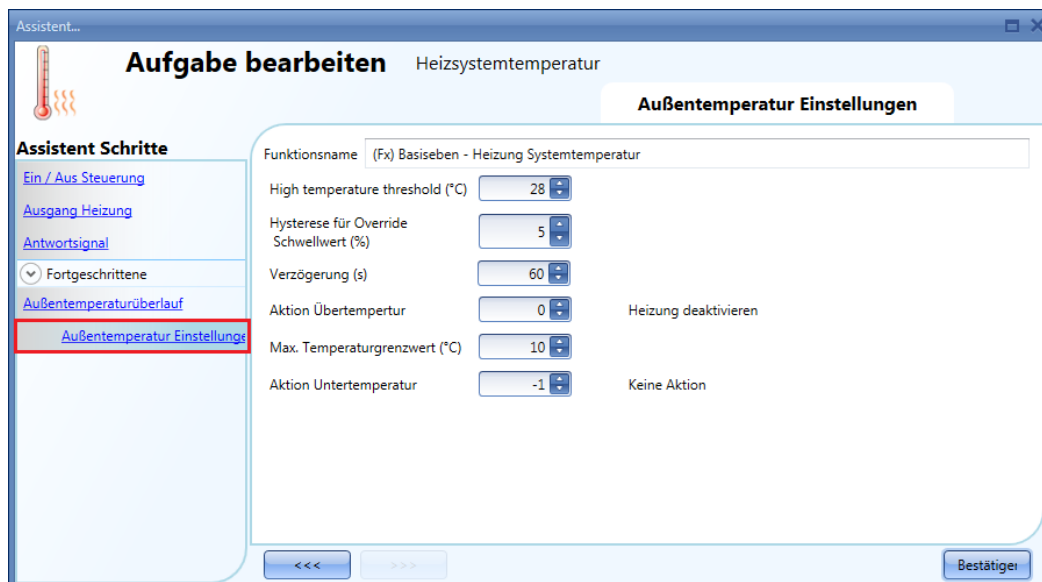 Assistent...
Aufgabe bearbeiten Heizsystemtemperatur
Außentemperatur Einstellungen
Assistent Schritte
Ein / Aus Steuerung
Ausgang Heizung
Antwortsignal
Fortgeschrittene
Außentemperaturüberlauf
Außentemperatur Einstellunge
Funktionsname (Fx) Basiseben - Heizung Systemtemperatur
High temperature threshold (°C) 28
Hysterese für Override
Schwellwert (%) 5
Verzögerung (s) 60
Aktion Übertempertur 0 Heizung deaktivieren
Max. Temperaturgrenzwert (°C) 10
Aktion Untertemperatur -1 Keine Aktion
<<< >>> Bestätiger